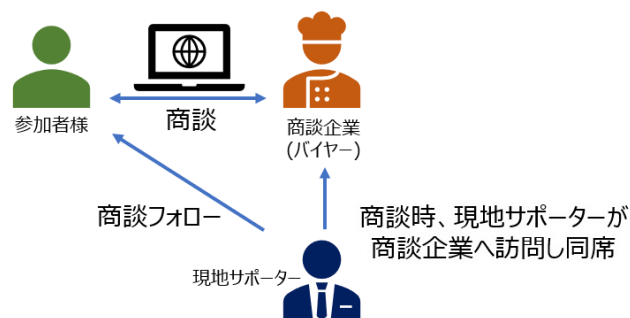 商談
参加者様
商談企業
(バイヤー)
商談フォロー
商談時、現地サポーターが
商談企業へ訪問し同席
現地サポーター